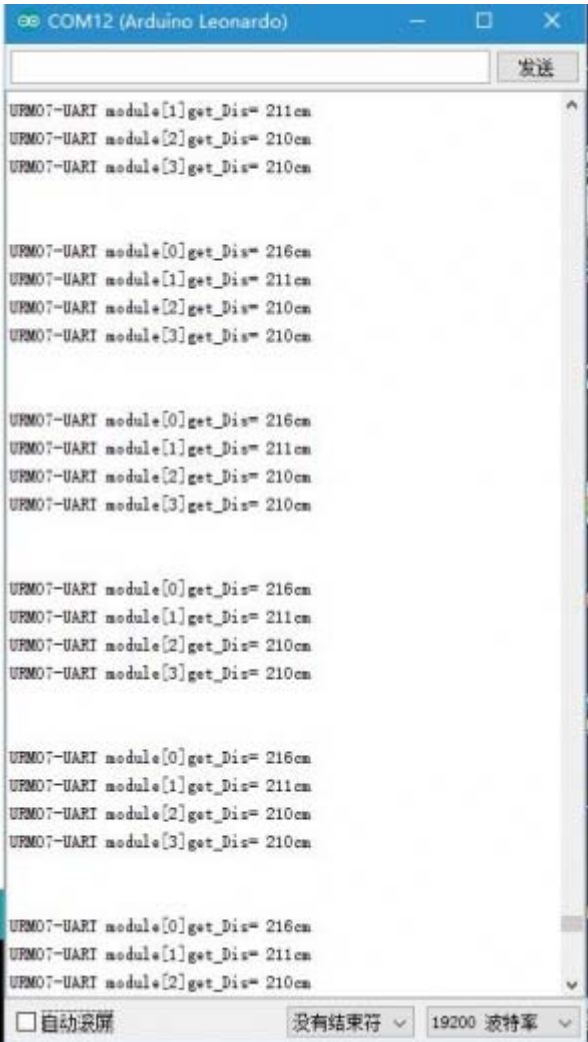 COM12 (Arduino Leonardo)
发送
URM07-UART module[1]get_Dis= 211cm
URM07-UART module[2]get_Dis= 210cm
URM07-UART module[3]get_Dis= 210cm
URM07-UART module[0]get_Dis= 216cm
URM07-UART module[1]get_Dis= 211cm
URM07-UART module[2]get_Dis= 210cm
URM07-UART module[3]get_Dis= 210cm
URM07-UART module[0]get_Dis= 216cm
URM07-UART module[1]get_Dis= 211cm
URM07-UART module[2]get_Dis= 210cm
URM07-UART module[3]get_Dis= 210cm
URM07-UART module[0]get_Dis= 216cm
URM07-UART module[1]get_Dis= 211cm
URM07-UART module[2]get_Dis= 210cm
URM07-UART module[3]get_Dis= 210cm
URM07-UART module[0]get_Dis= 216cm
URM07-UART module[1]get_Dis= 211cm
URM07-UART module[2]get_Dis= 210cm
URM07-UART module[3]get_Dis= 210cm
URM07-UART module[0]get_Dis= 216cm
URM07-UART module[1]get_Dis= 211cm
URM07-UART module[2]get_Dis= 210cm
自动滚屏 没有结束符 19200 波特率